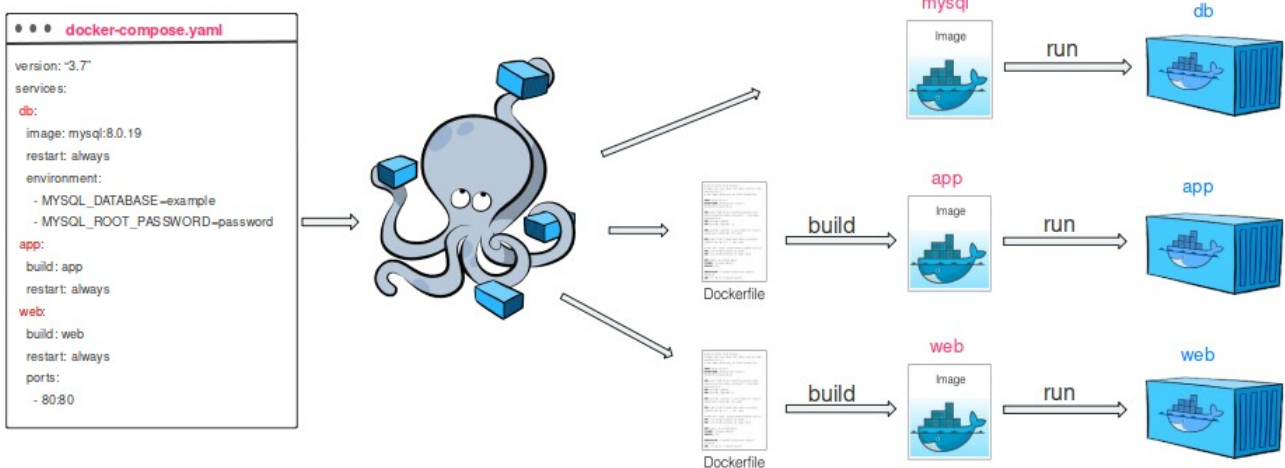 docker-compose.yaml
version: “3.7”
services:
db:
image: mysql:8.0.19
restart: always
environment:
- MYSQL_DATABASE=example
- MYSQL_ROOT_PASSWORD=password
app:
build: app
restart: always
web:
build: web
restart: always
ports:
- 80:80
mysql
Image
run
db
Dockerfile
build
app
Image
run
app
Dockerfile
build
web
Image
run
web